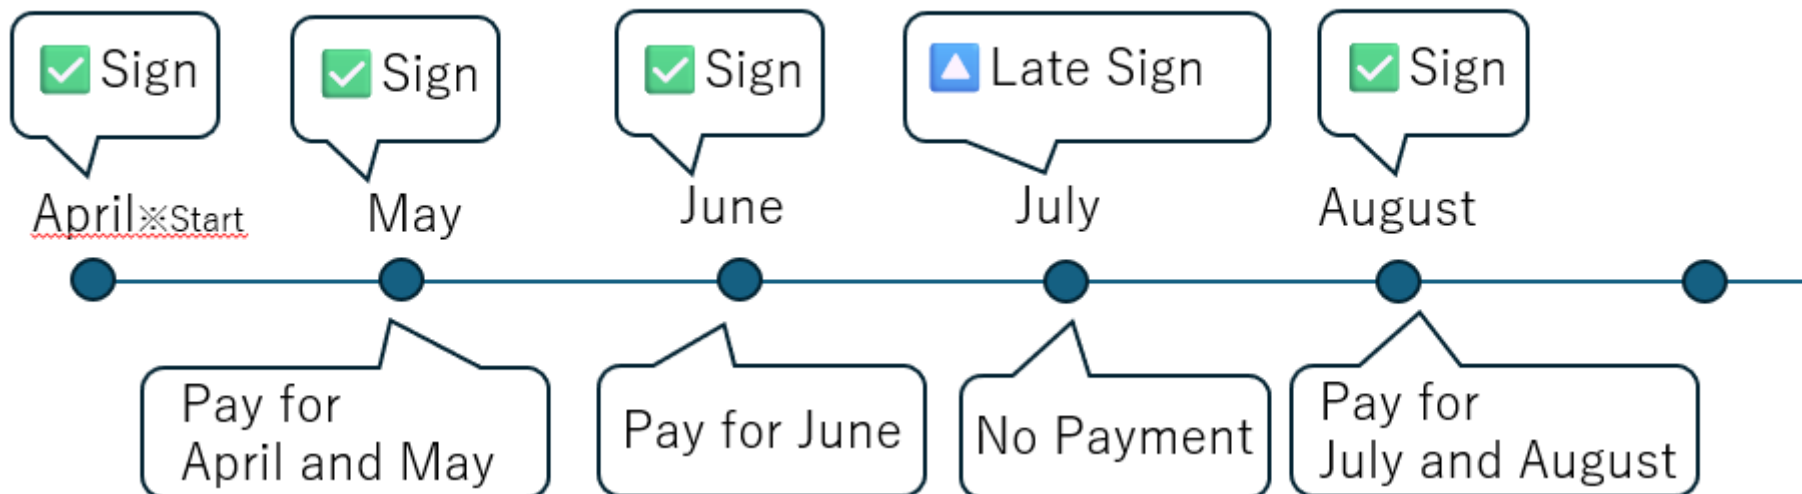 ✅ Sign
✅ Sign
✅ Sign
🔼 Late Sign
✅ Sign
April※Start
May
June
July
August
Pay for
April and May
Pay for June
No Payment
Pay for
July and August